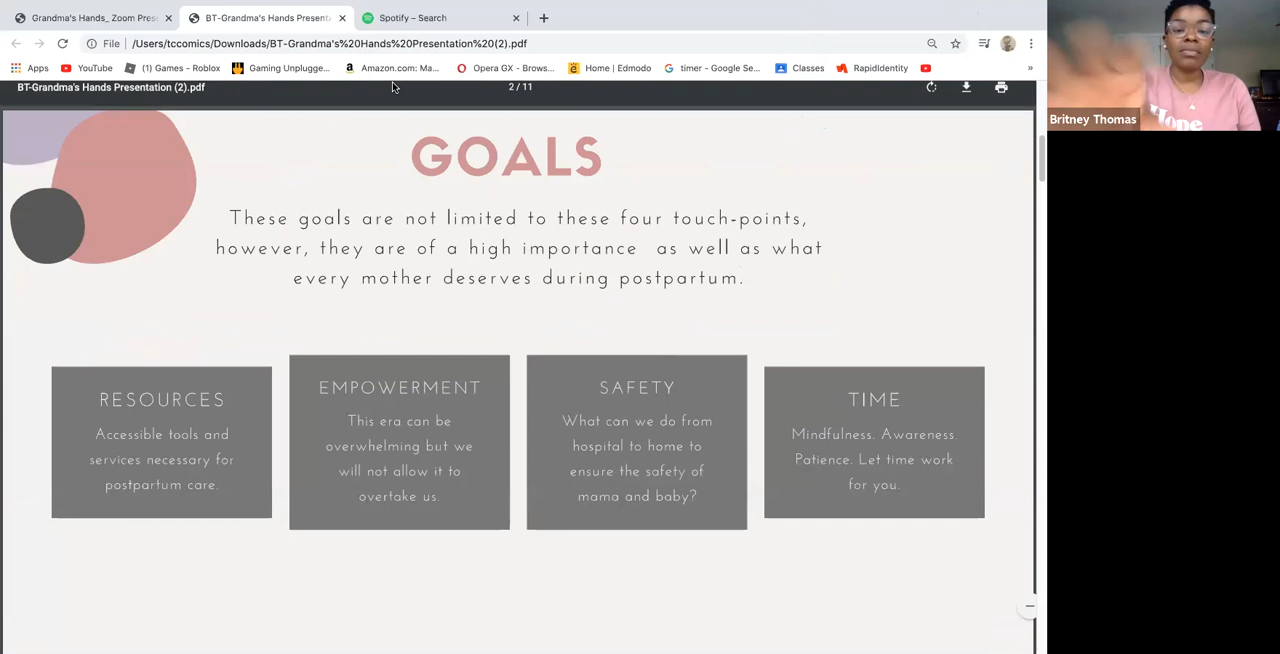 Grandma's Hands_ Zoom Pres
BT-Grandma's Hands Presenta
Spotify – Search
File
/Users/tccomics/Downloads/BT-Grandma's%20Hands%20Presentation%20(2).pdf
Apps
YouTube
(1) Games - Roblox
Gaming Unplugge...
Amazon.com: Ma...
Opera GX - Brows...
Home | Edmodo
timer - Google Se...
Classes
RapidIdentity
»
BT-Grandma's Hands Presentation (2).pdf
2 / 11
Britney Thomas
Hope
GOALS
These goals are not limited to these four touch-points,
however, they are of a high importance as well as what
every mother deserves during postpartum.
RESOURCES
Accessible tools and
services necessary for
postpartum care.
EMPOWERMENT
This era can be
overwhelming but we
will not allow it to
overtake us.
SAFETY
What can we do from
hospital to home to
ensure the safety of
mama and baby?
TIME
Mindfulness. Awareness.
Patience. Let time work
for you.